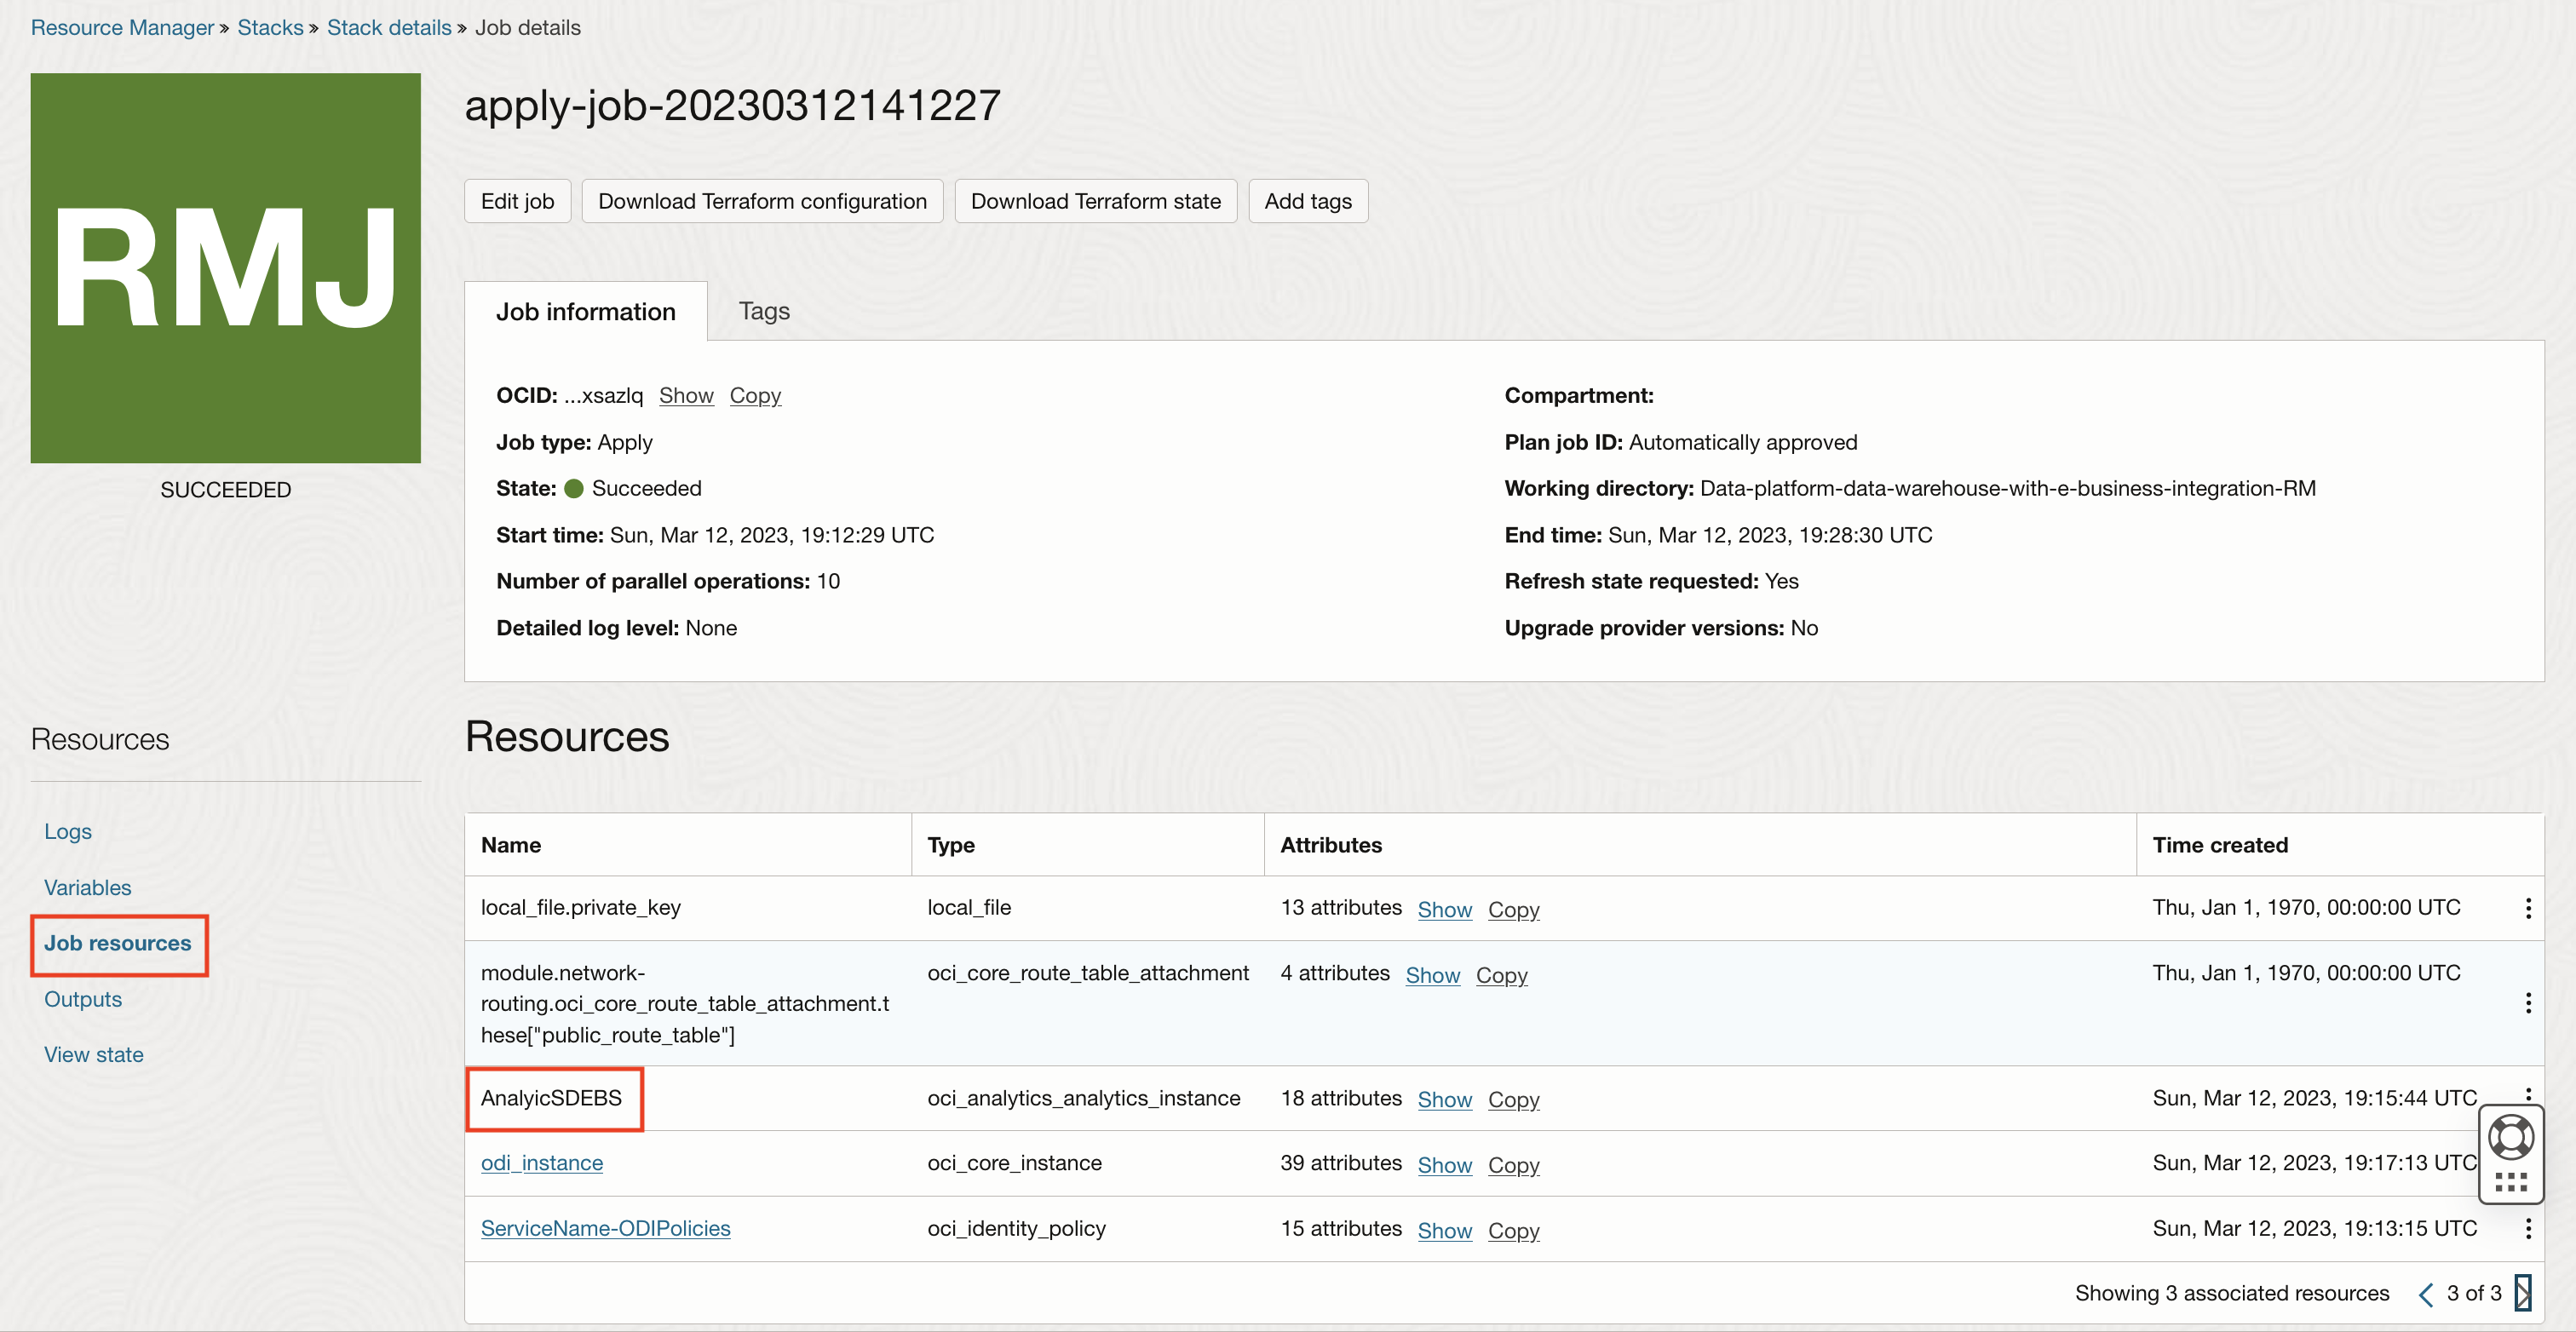 Resource Manager » Stacks » Stack details » Job details
RMJ
SUCCEEDED
apply-job-20230312141227
Edit job Download Terraform configuration Download Terraform state Add tags
Job information Tags
OCID: ...xsazlq Show Copy
Job type: Apply
State: Succeeded
Start time: Sun, Mar 12, 2023, 19:12:29 UTC
Number of parallel operations: 10
Detailed log level: None
Compartment:
Plan job ID: Automatically approved
Working directory: Data-platform-data-warehouse-with-e-business-integration-RM
End time: Sun, Mar 12, 2023, 19:28:30 UTC
Refresh state requested: Yes
Upgrade provider versions: No
Resources
Logs
Variables
Job resources
Outputs
View state
Resources
Name Type Attributes Time created
local_file.private_key local_file 13 attributes Show Copy Thu, Jan 1, 1970, 00:00:00 UTC
module.network- oci_core_route_table_attachment 4 attributes Show Copy Thu, Jan 1, 1970, 00:00:00 UTC
routing.oci_core_route_table_attachment.t
hese["public_route_table"]
AnalyicSDEBS oci_analytics_analytics_instance 18 attributes Show Copy Sun, Mar 12, 2023, 19:15:44 UTC
odi_instance oci_core_instance 39 attributes Show Copy Sun, Mar 12, 2023, 19:17:13 UTC
ServiceName-ODIPolicies oci_identity_policy 15 attributes Show Copy Sun, Mar 12, 2023, 19:13:15 UTC
Showing 3 associated resources 3 of 3